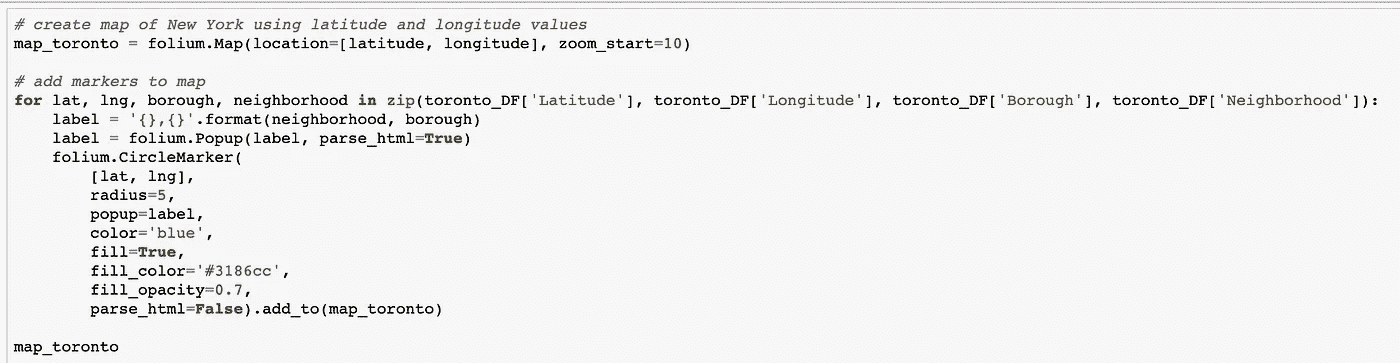 # create map of New York using latitude and longitude values
map_toronto = folium.Map(location=[latitude, longitude], zoom_start=10)
# add markers to map
for lat, lng, borough, neighborhood in zip(toronto_DF['Latitude'], toronto_DF['Longitude'], toronto_DF['Borough'], toronto_DF['Neighborhood']):
    label = '{},{}'.format(neighborhood, borough)
    label = folium.Popup(label, parse_html=True)
    folium.CircleMarker(
        [lat, lng],
        radius=5,
        popup=label,
        color='blue',
        fill=True,
        fill_color='#3186cc',
        fill_opacity=0.7,
        parse_html=False).add_to(map_toronto)
map_toronto